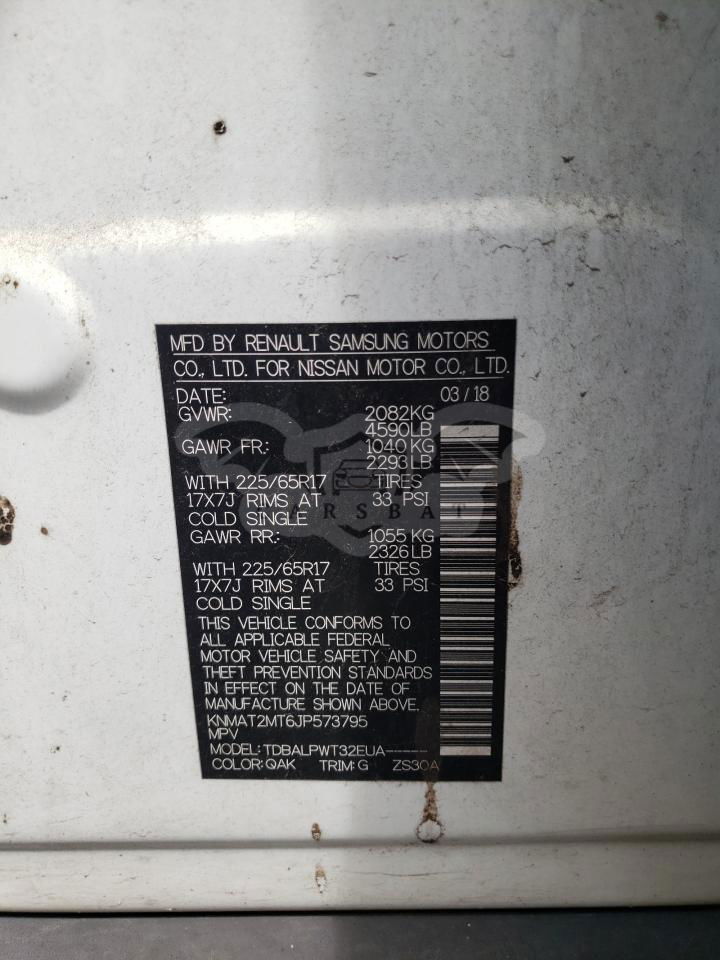 MFD BY RENAULT SAMSUNG MOTORS
CO., LTD. FOR NISSAN MOTOR CO., LTD.
DATE: 03 / 18
GVWR: 2082KG
4590LB
GAWR FR: 1040 KG
2293 LB
WITH 225/65R17 TIRES
17X7J RIMS AT 33 PSI
COLD SINGLE
GAWR RR: 1055 KG
2326 LB
WITH 225/65R17 TIRES
17X7J RIMS AT 33 PSI
COLD SINGLE
THIS VEHICLE CONFORMS TO
ALL APPLICABLE FEDERAL
MOTOR VEHICLE SAFETY AND
THEFT PREVENTION STANDARDS
IN EFFECT ON THE DATE OF
MANUFACTURE SHOWN ABOVE.
KNMAT2MT6JP573795
MPV
MODEL: TDBALPWT32EUA
COLOR: QAK TRIM: G ZS30A
CARSBAT